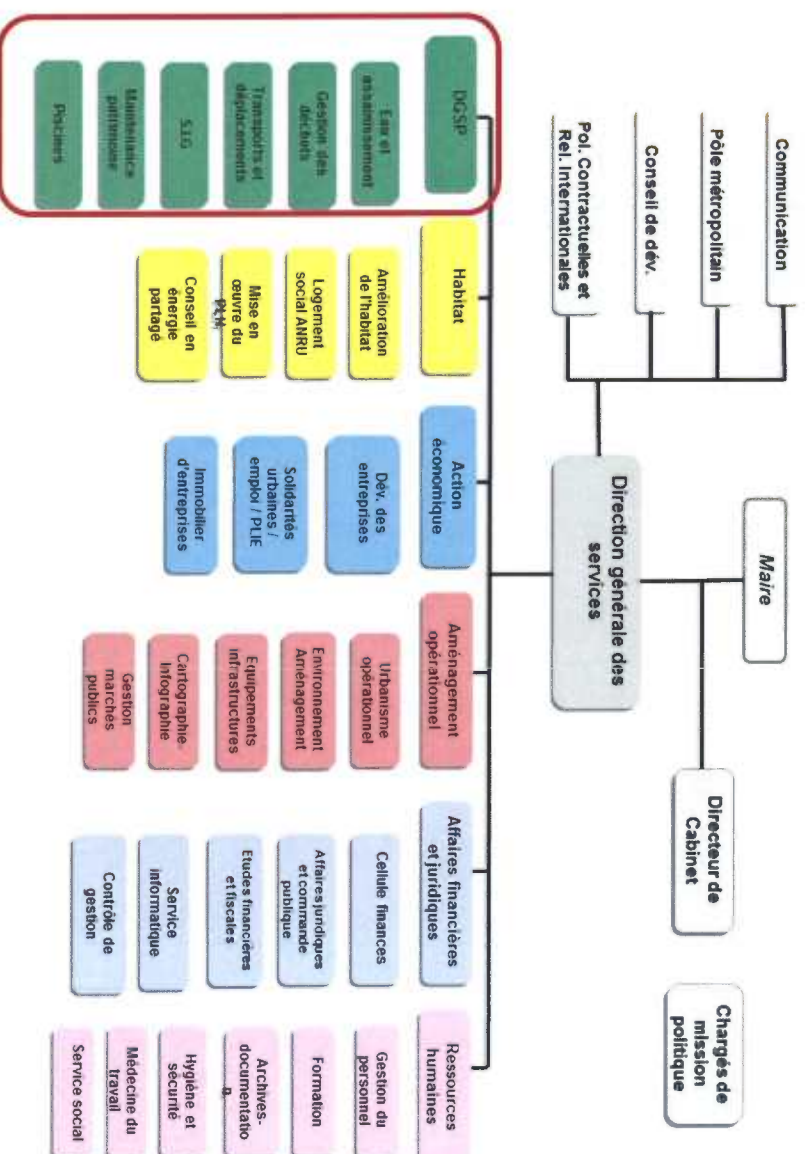 Maire
Directeur de
Cabinet
Chargés de
mission
politique
Communication
Pôle métropolitain
Conseil de dév.
Pol. Contractuelles et
Rel. Internationales
Direction générale des
services
DGSP
Eau et
assainissement
Gestion des
déchets
Transports et
déplacements
SIG
Maintenance
patrimoine
Piscines
Habitat
Amélioration
de l'habitat
Logement
social ANRU
Mise en
œuvre du
PLH,
Conseil en
énergie
partagé
Action
économique
Dév. des
entreprises
Solidarités
urbaines /
emploi / PLIE
Immobilier
d'entreprises
Aménagement
opérationnel
Urbanisme
opérationnel
Environnement
Aménagement
Equipements
infrastructures
Cartographie
Infographie
Gestion
marchés
publics
Affaires financières
et juridiques
Cellule finances
Affaires juridiques
et commande
publique
Etudes financières
et fiscales
Service
informatique
Contrôle de
gestion
Ressources
humaines
Gestion du
personnel
Formation
Archives-
documentatio
n
Hygiène et
sécurité
Médecine du
travail
Service social